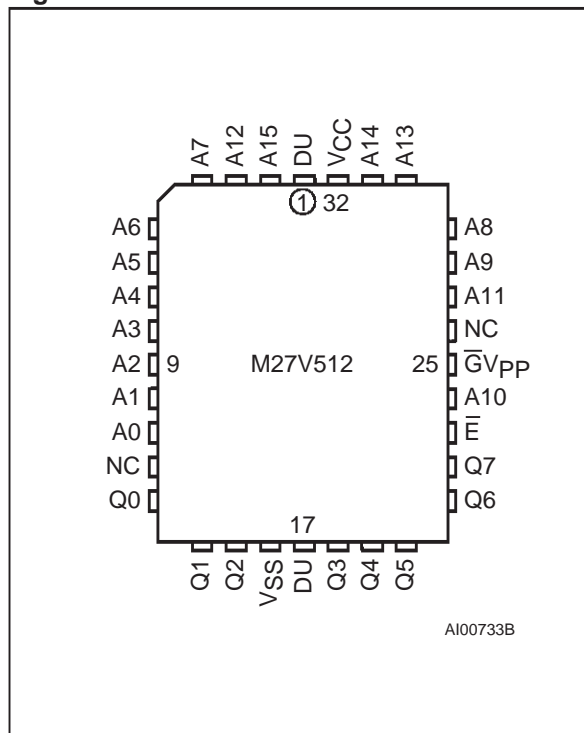 A7 A12 A15 DU VCC A14 A13
1 32
A6 A8
A5 A9
A4 A11
A3 NC
A2 9 M27V512 25 G̅VPP
A1 A10
A0 E̅
NC Q7
Q0 Q6
17
Q1 Q2 VSS DU Q3 Q4 Q5
AI00733B